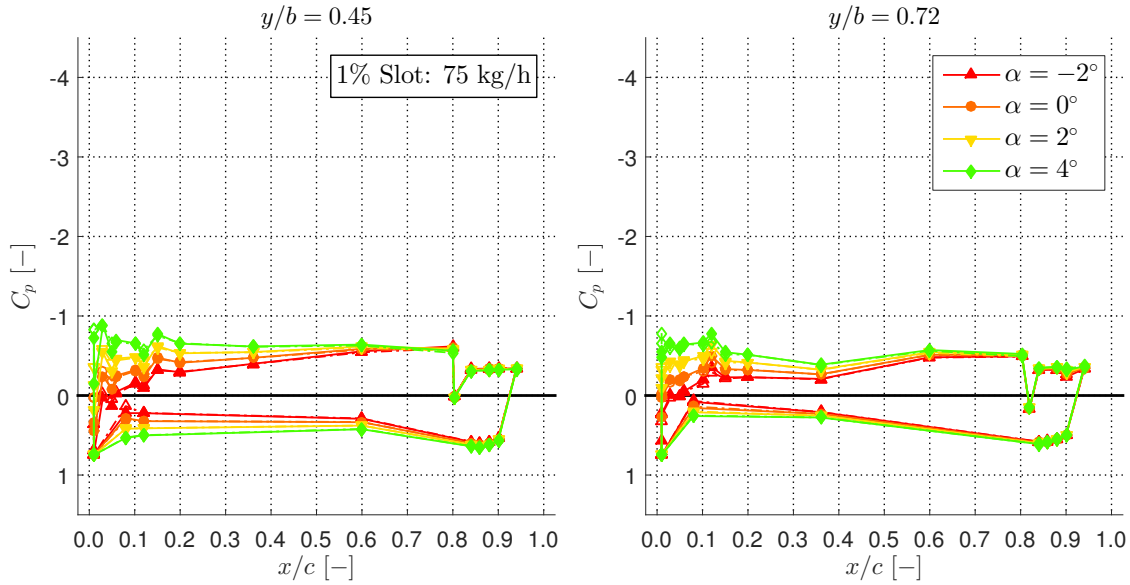 y/b = 0.45
1% Slot: 75 kg/h
-4
-3
-2
-1
0
1
C_p [−]
0.0 0.1 0.2 0.3 0.4 0.5 0.6 0.7 0.8 0.9 1.0
x/c [−]
y/b = 0.72
α = −2°
α = 0°
α = 2°
α = 4°
-4
-3
-2
-1
0
1
C_p [−]
0.0 0.1 0.2 0.3 0.4 0.5 0.6 0.7 0.8 0.9 1.0
x/c [−]